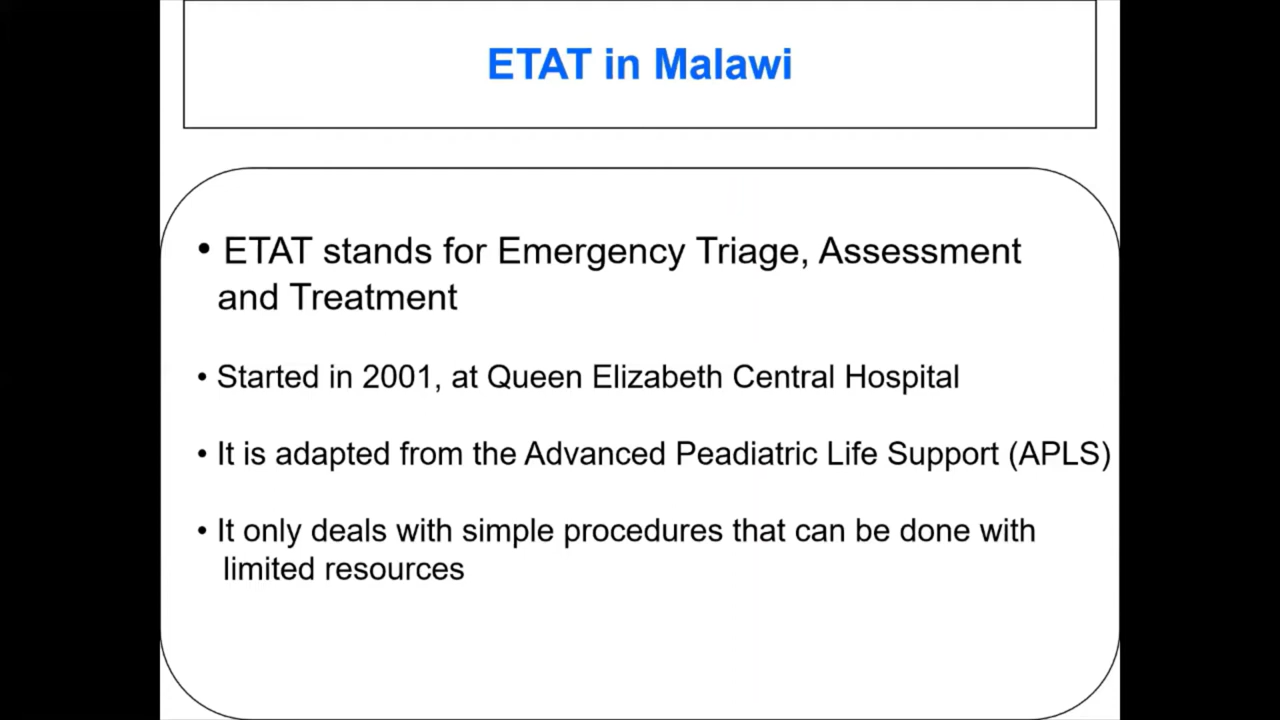 ETAT in Malawi
• ETAT stands for Emergency Triage, Assessment
and Treatment
• Started in 2001, at Queen Elizabeth Central Hospital
• It is adapted from the Advanced Peadiatric Life Support (APLS)
• It only deals with simple procedures that can be done with
limited resources